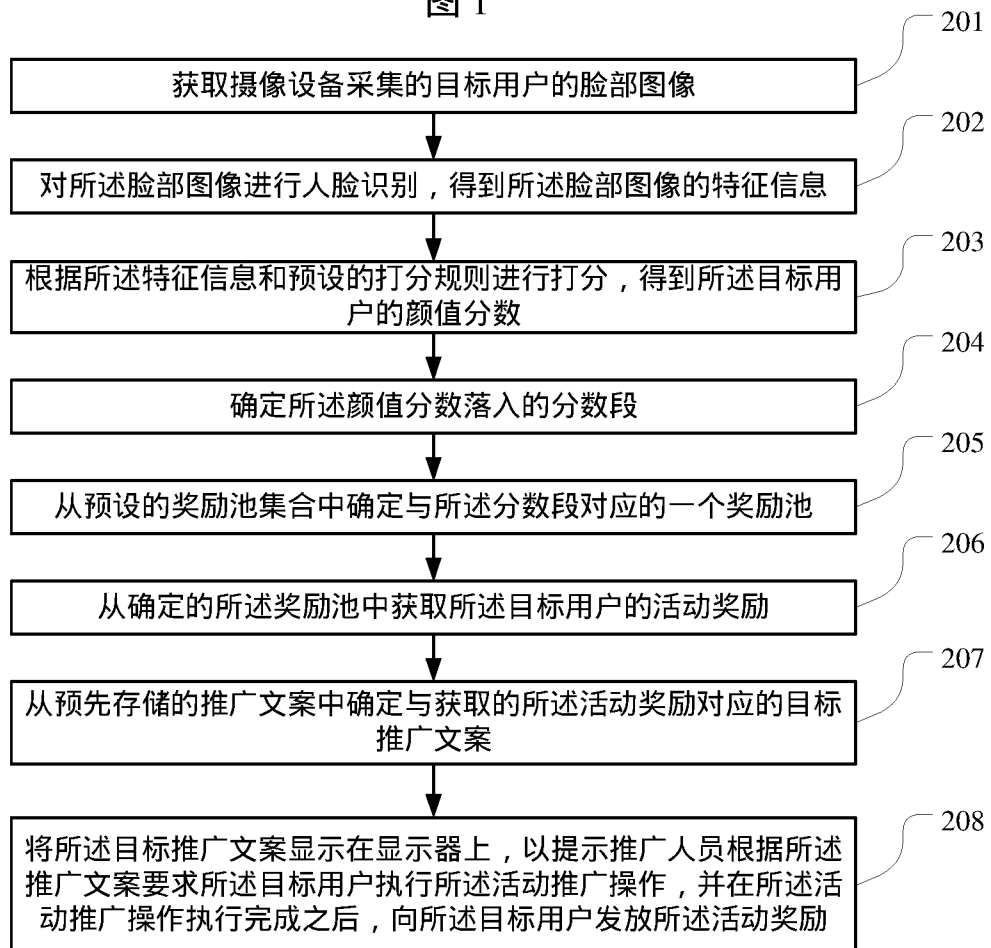 图 1
201
获取摄像设备采集的目标用户的脸部图像
202
对所述脸部图像进行人脸识别，得到所述脸部图像的特征信息
203
根据所述特征信息和预设的打分规则进行打分，得到所述目标用
户的颜值分数
204
确定所述颜值分数落入的分数段
205
从预设的奖励池集合中确定与所述分数段对应的一个奖励池
206
从确定的所述奖励池中获取所述目标用户的活动奖励
207
从预先存储的推广文案中确定与获取的所述活动奖励对应的目标
推广文案
208
将所述目标推广文案显示在显示器上，以提示推广人员根据所述
推广文案要求所述目标用户执行所述活动推广操作，并在所述活
动推广操作执行完成之后，向所述目标用户发放所述活动奖励